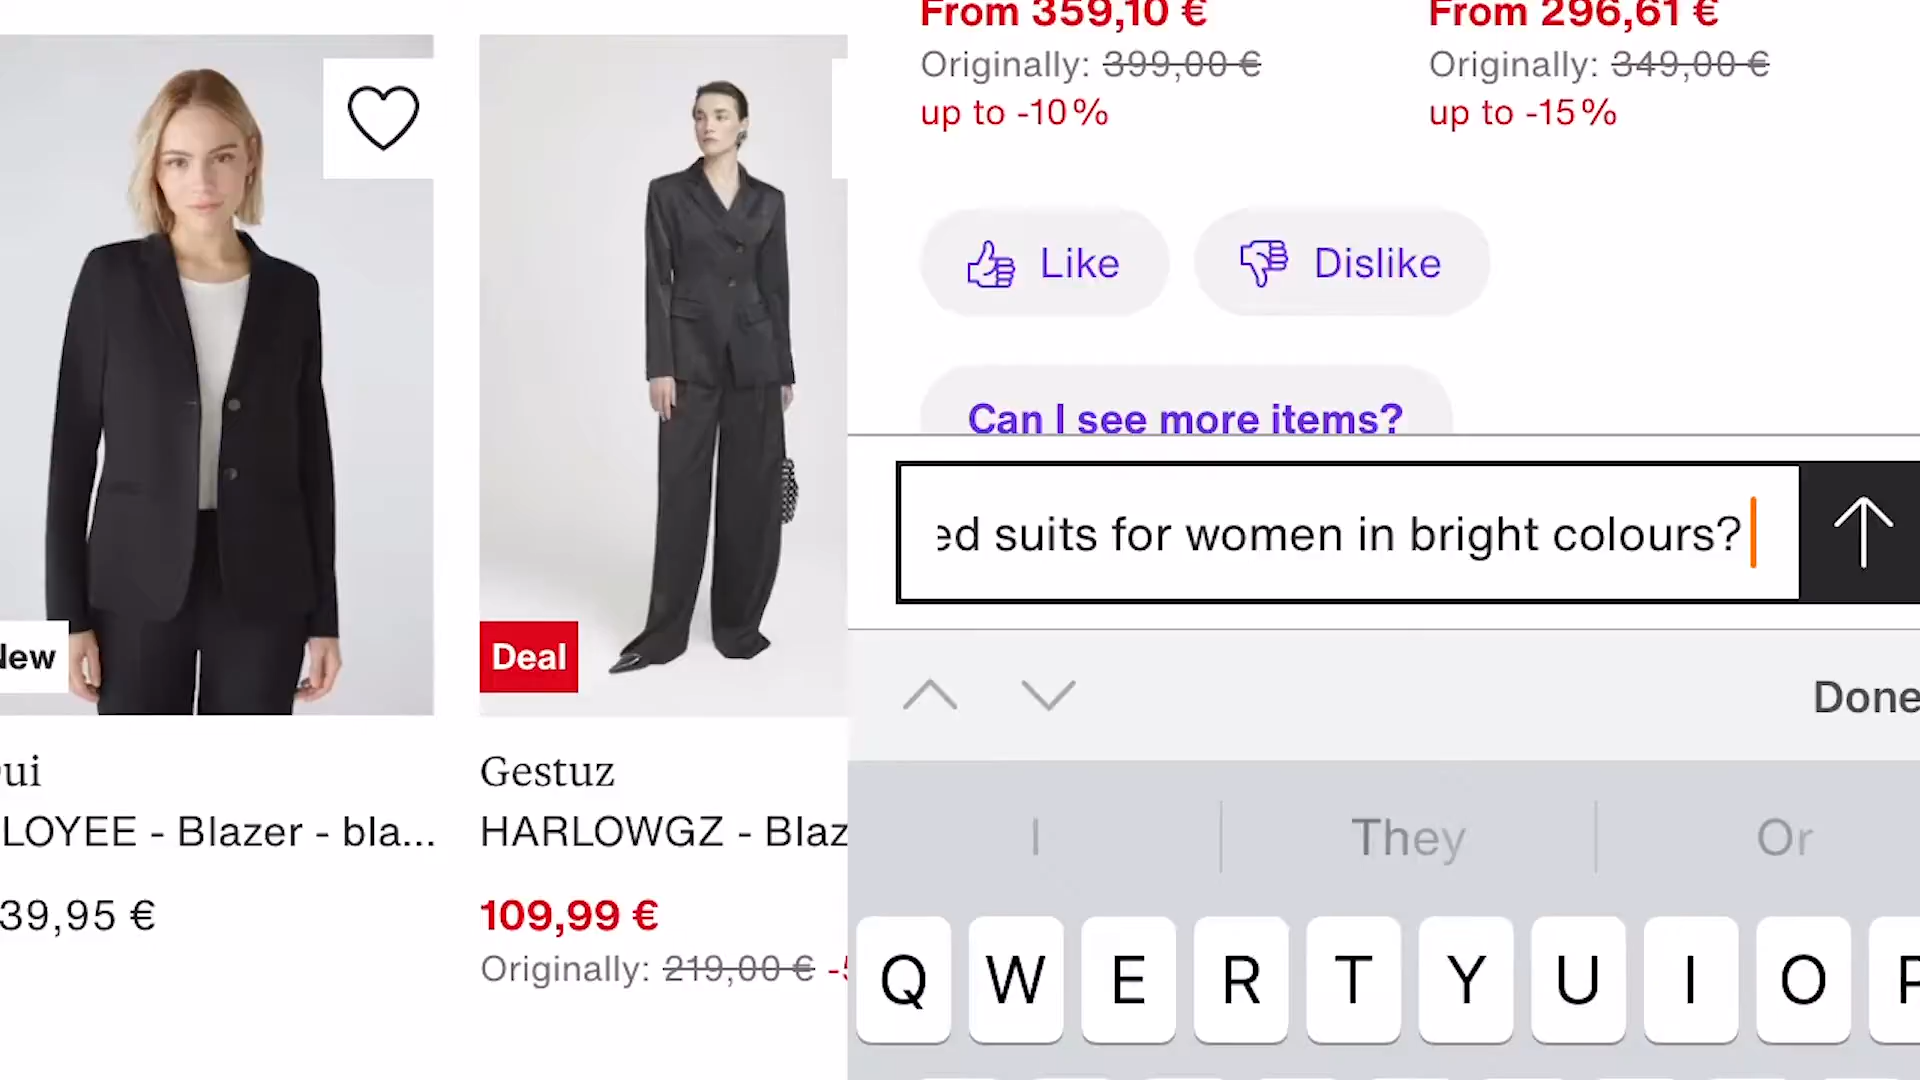 New
Deal
Oui
LOYEE - Blazer - bla...
39,95 €
Gestuz
HARLOWGZ - Blaz
109,99 €
Originally: 219,00 € -5
From 359,10 €
Originally: 399,00 €
up to -10%
From 296,61 €
Originally: 349,00 €
up to -15%
Like
Dislike
Can I see more items?
ed suits for women in bright colours?
Done
I
They
Or
Q W E R T Y U I O P